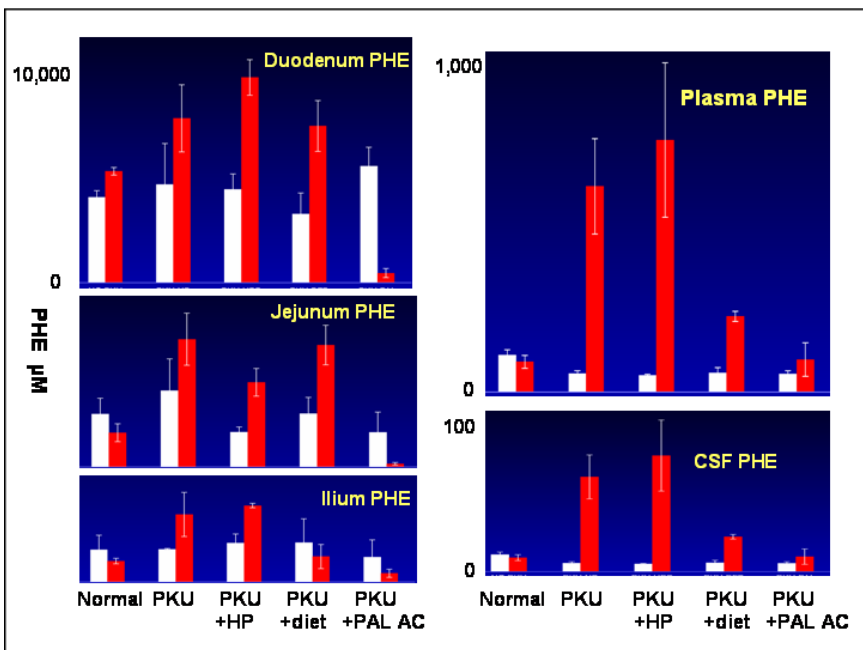 Duodenum PHE
10,000
0
Jejunum PHE
Ilium PHE
PHE µM
Normal PKU PKU PKU PKU
+HP +diet +PAL AC
1,000
Plasma PHE
0
100
CSF PHE
0
Normal PKU PKU PKU PKU
+HP +diet +PAL AC